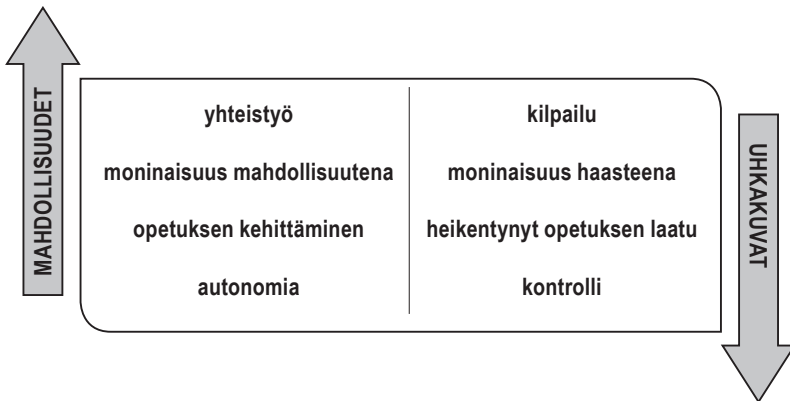 MAHDOLLISUUDET
yhteistyö
moninaisuus mahdollisuutena
opetuksen kehittäminen
autonomia
kilpailu
moninaisuus haasteena
heikentynyt opetuksen laatu
kontrolli
UHKAKUVAT